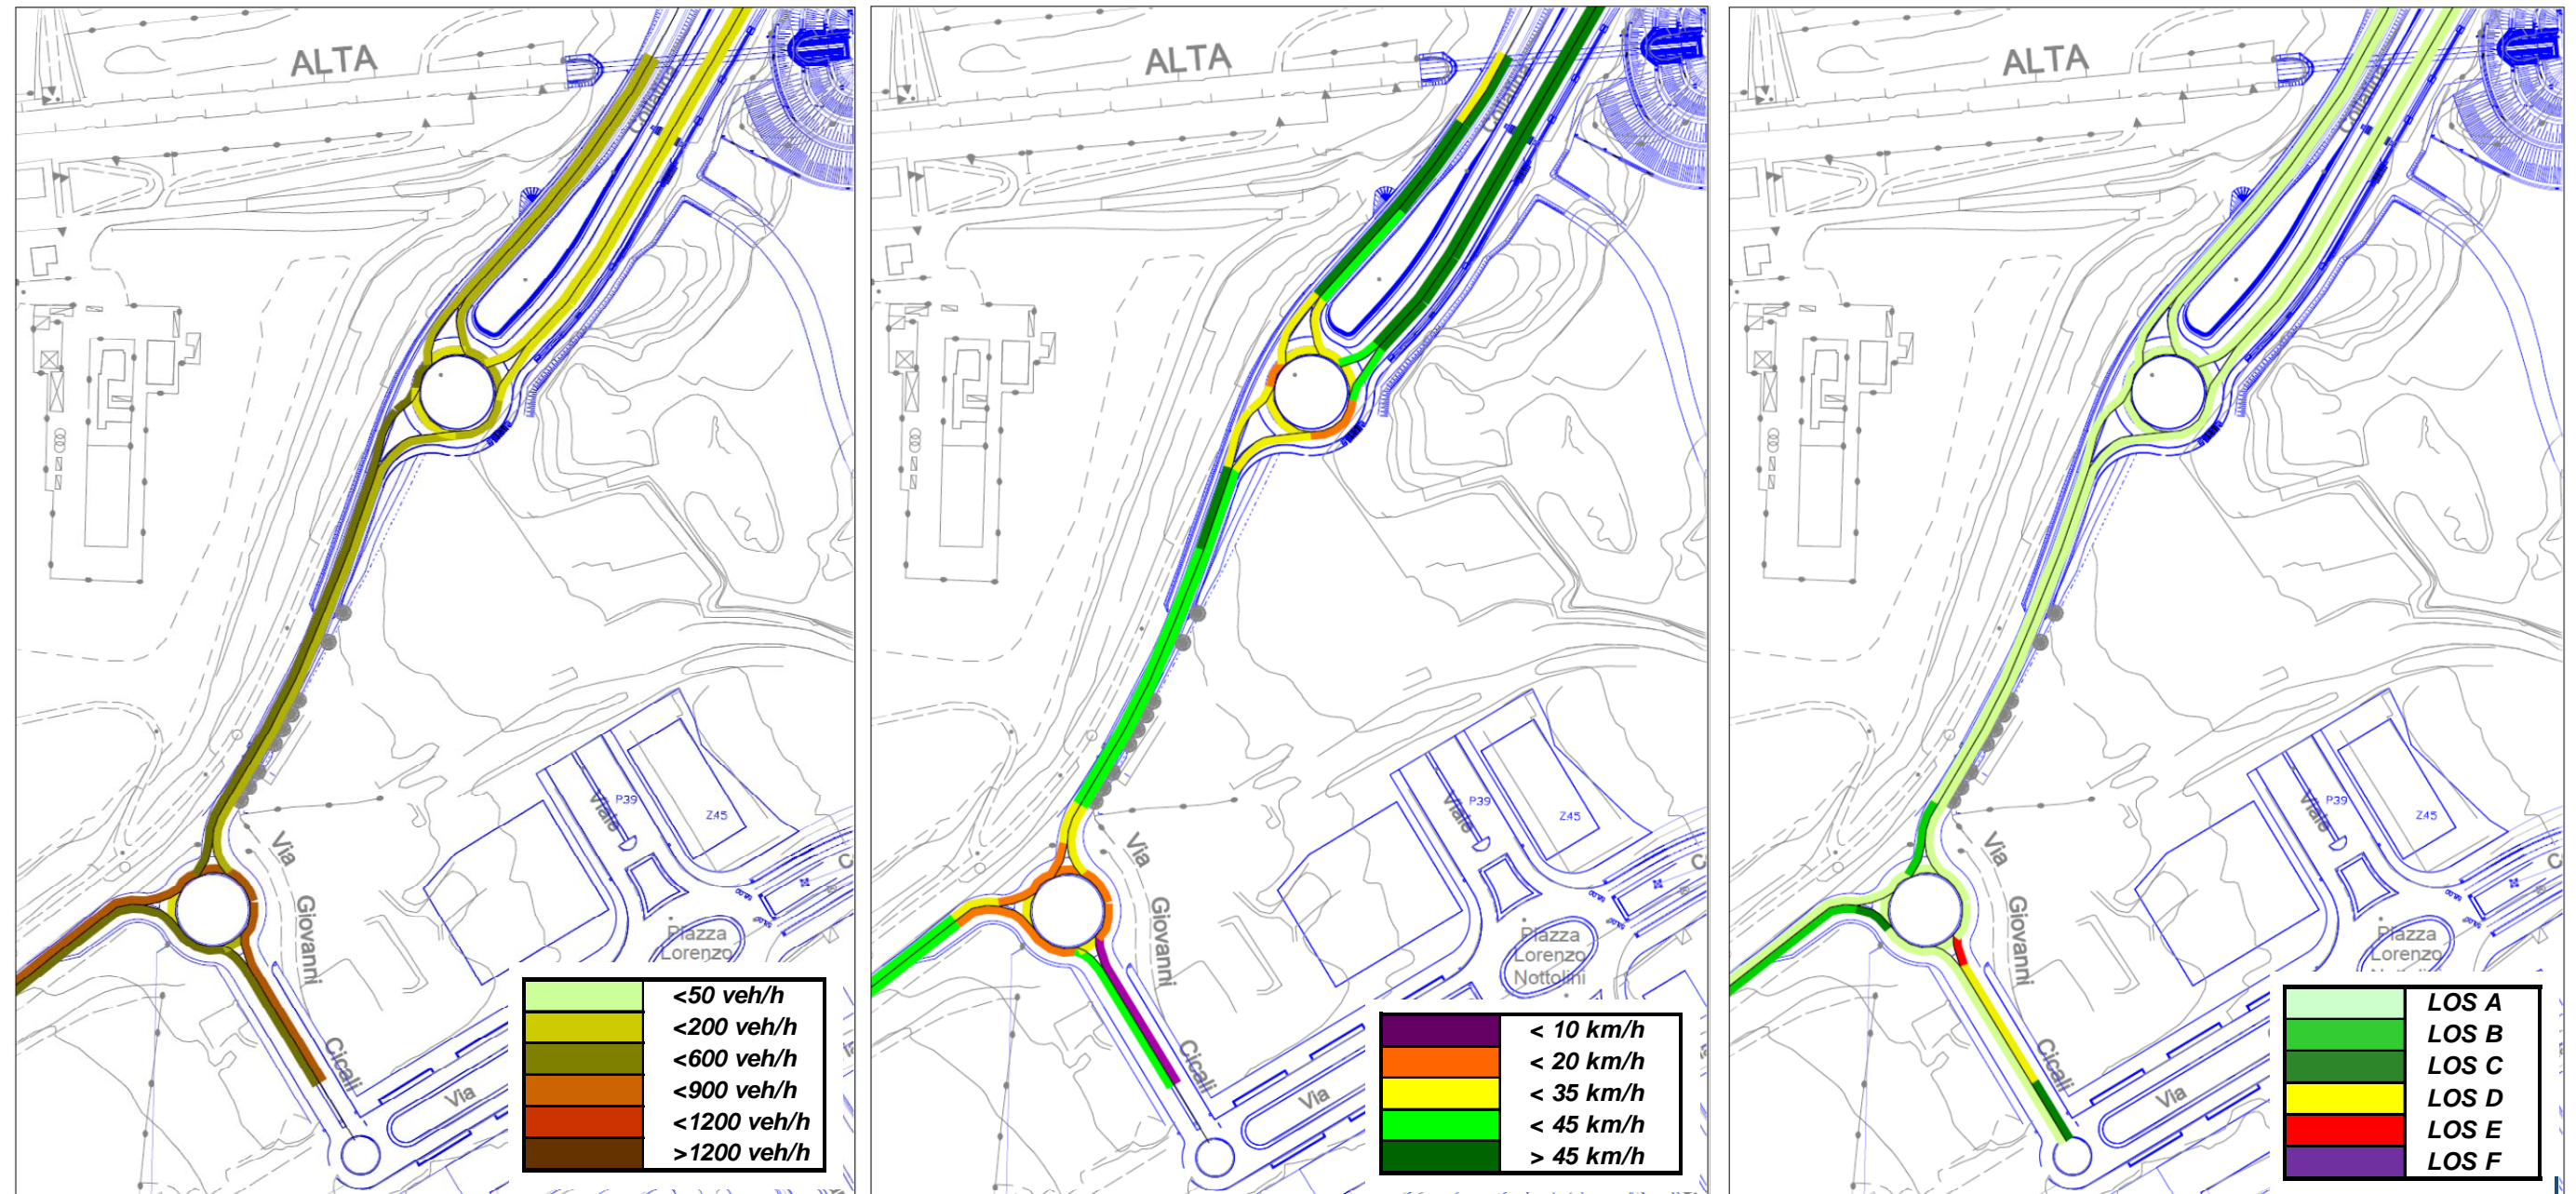 ALTA
Viale
P39
Z45
Via
Giovanni
Piazza
Lorenzo
Cicali
Via
<50 veh/h
<200 veh/h
<600 veh/h
<900 veh/h
<1200 veh/h
>1200 veh/h
ALTA
Viale
P39
Z45
Via
Giovanni
Piazza
Lorenzo
Nottolini
Cicali
Via
< 10 km/h
< 20 km/h
< 35 km/h
< 45 km/h
> 45 km/h
ALTA
Viale
P39
Z45
Via
Giovanni
Piazza
Lorenzo
Cicali
Via
LOS A
LOS B
LOS C
LOS D
LOS E
LOS F